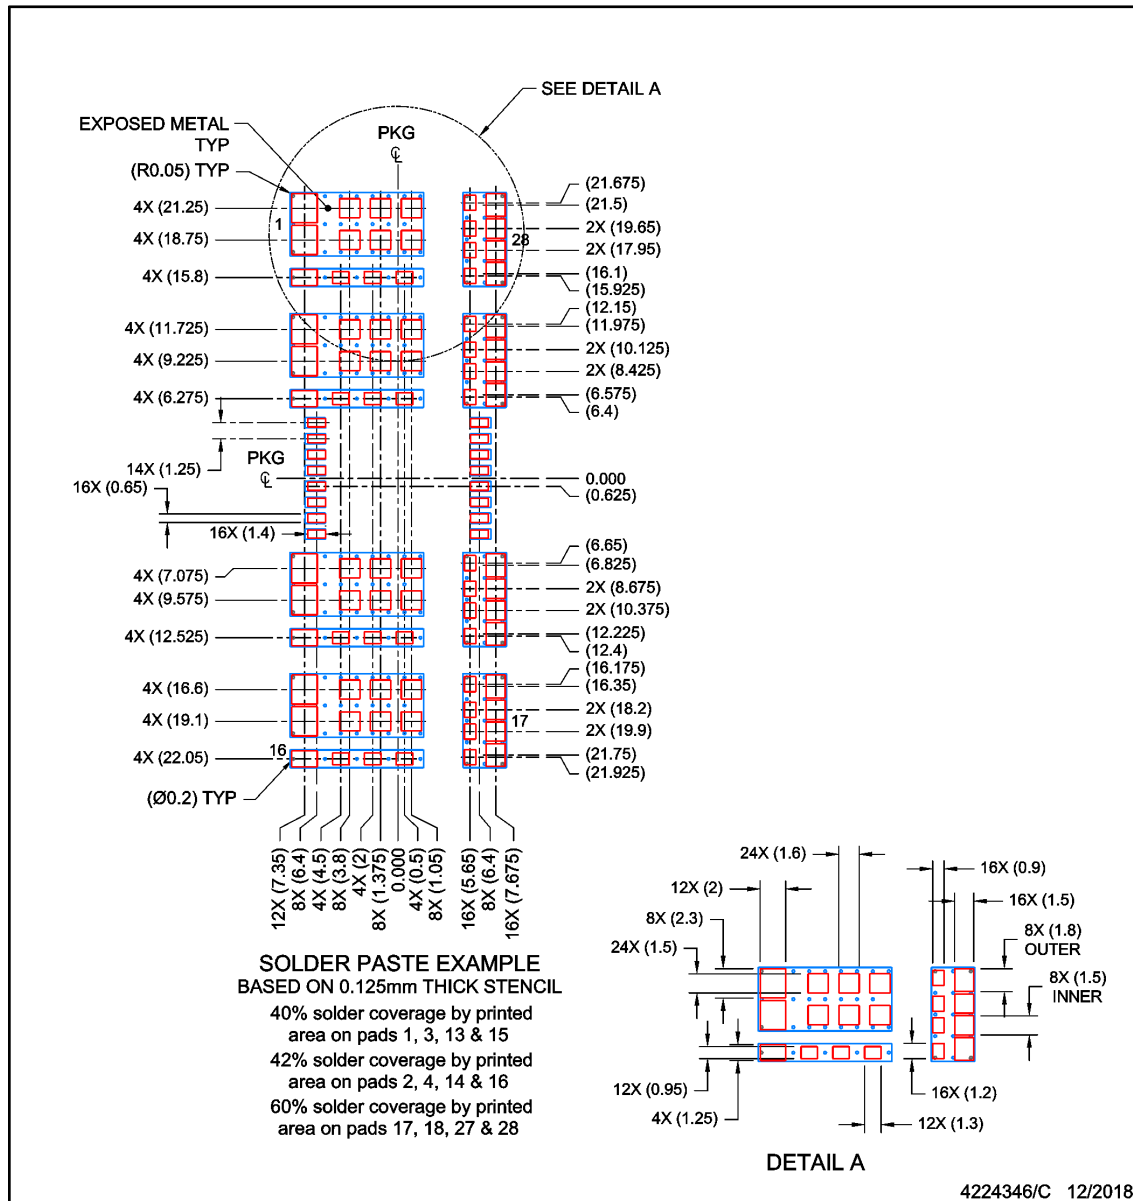 SEE DETAIL A
EXPOSED METAL
TYP
PKG
℄
(R0.05) TYP
(21.675)
(21.5)
4X (21.25)
1
2X (19.65)
28
4X (18.75)
2X (17.95)
4X (15.8)
(16.1)
(15.925)
(12.15)
(11.975)
4X (11.725)
2X (10.125)
4X (9.225)
2X (8.425)
4X (6.275)
(6.575)
(6.4)
14X (1.25)
PKG
℄
0.000
(0.625)
16X (0.65)
16X (1.4)
(6.65)
(6.825)
4X (7.075)
2X (8.675)
4X (9.575)
2X (10.375)
4X (12.525)
(12.225)
(12.4)
(16.175)
(16.35)
4X (16.6)
2X (18.2)
4X (19.1)
17
2X (19.9)
16
4X (22.05)
(21.75)
(21.925)
(Ø0.2) TYP
12X (7.35)
8X (6.4)
4X (4.5)
8X (3.8)
4X (2)
8X (1.375)
0.000
4X (0.5)
8X (1.05)
16X (5.65)
8X (6.4)
16X (7.675)
SOLDER PASTE EXAMPLE
BASED ON 0.125mm THICK STENCIL
40% solder coverage by printed
area on pads 1, 3, 13 & 15
42% solder coverage by printed
area on pads 2, 4, 14 & 16
60% solder coverage by printed
area on pads 17, 18, 27 & 28
24X (1.6)
16X (0.9)
12X (2)
16X (1.5)
8X (2.3)
8X (1.8)
OUTER
24X (1.5)
8X (1.5)
INNER
12X (0.95)
16X (1.2)
4X (1.25)
12X (1.3)
DETAIL A
4224346/C 12/2018